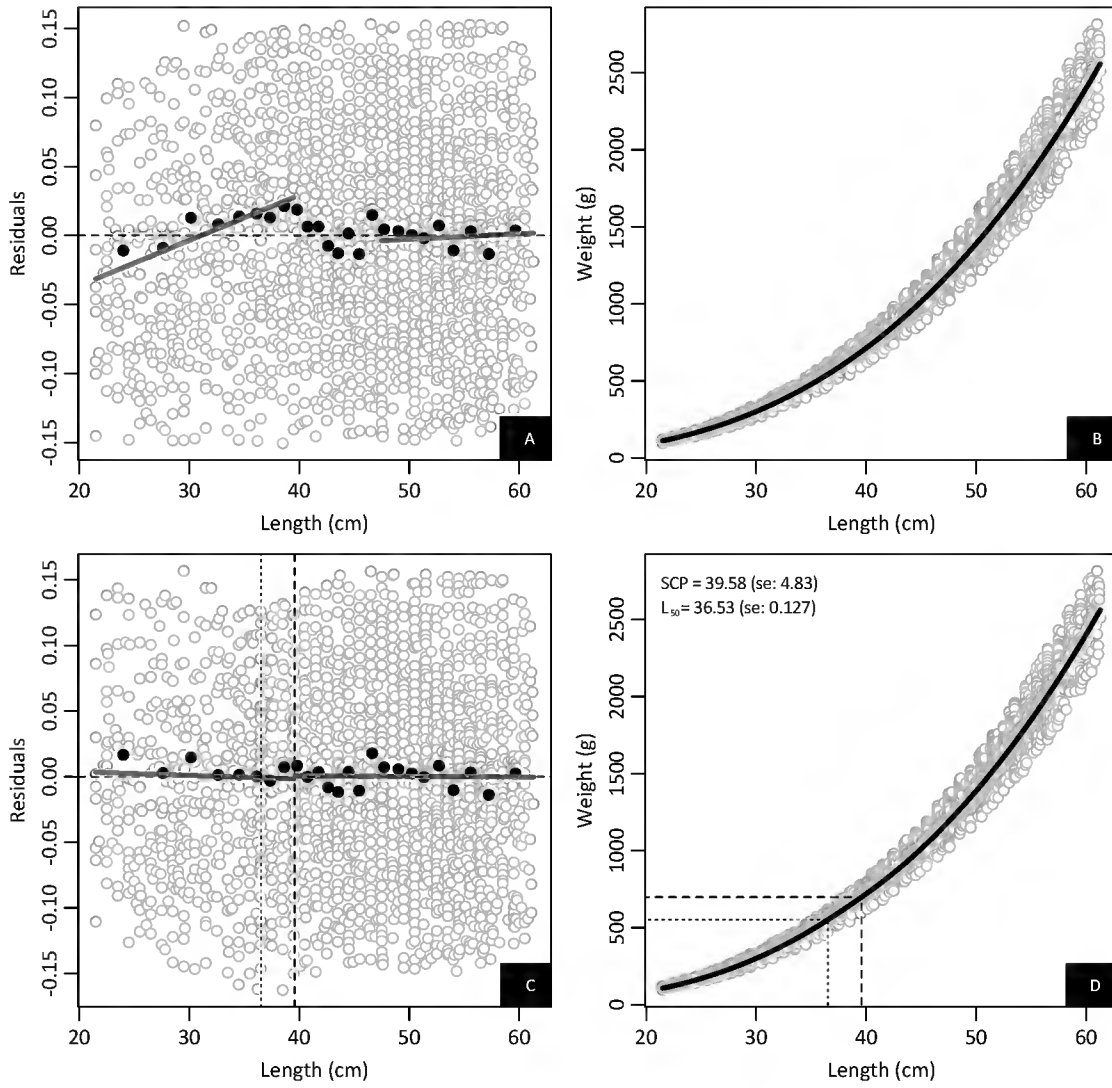 Residuals
0.15
0.10
0.05
0.00
-0.05
-0.10
-0.15
A
20 30 40 50 60
Length (cm)
Weight (g)
2500
2000
1500
1000
500
0
B
20 30 40 50 60
Length (cm)
Residuals
0.15
0.10
0.05
0.00
-0.05
-0.10
-0.15
C
20 30 40 50 60
Length (cm)
SCP = 39.58 (se: 4.83)
L₅₀= 36.53 (se: 0.127)
Weight (g)
2500
2000
1500
1000
500
0
D
20 30 40 50 60
Length (cm)